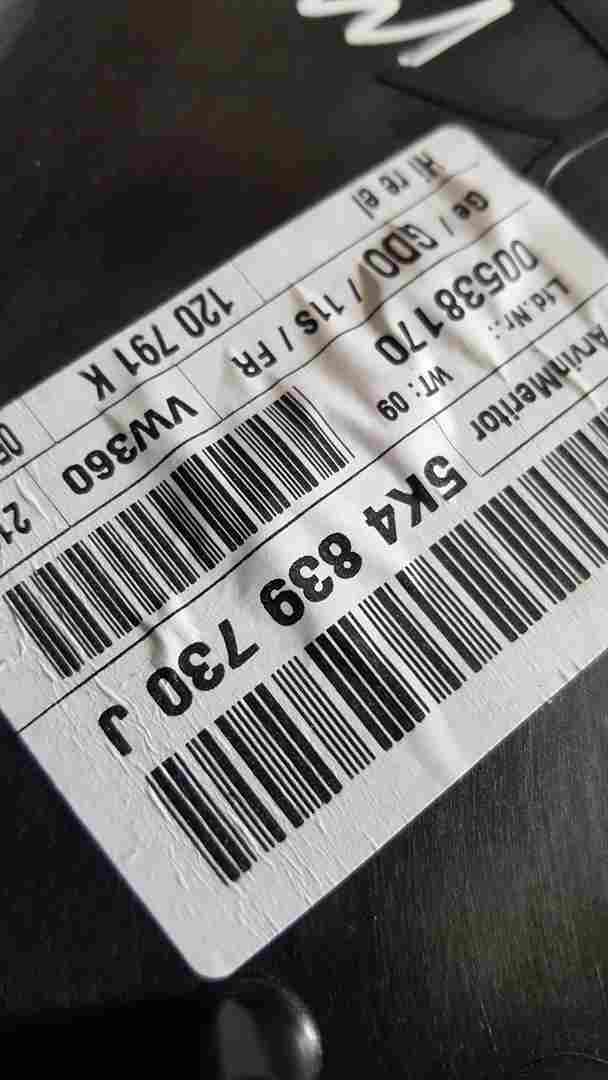 ArvinMeritor
5K4 839 730 J
Lfd.Nr.: WT: 09
00538170
Ge / GDO / 11S / FR VW360
Hi re el 120 791 K